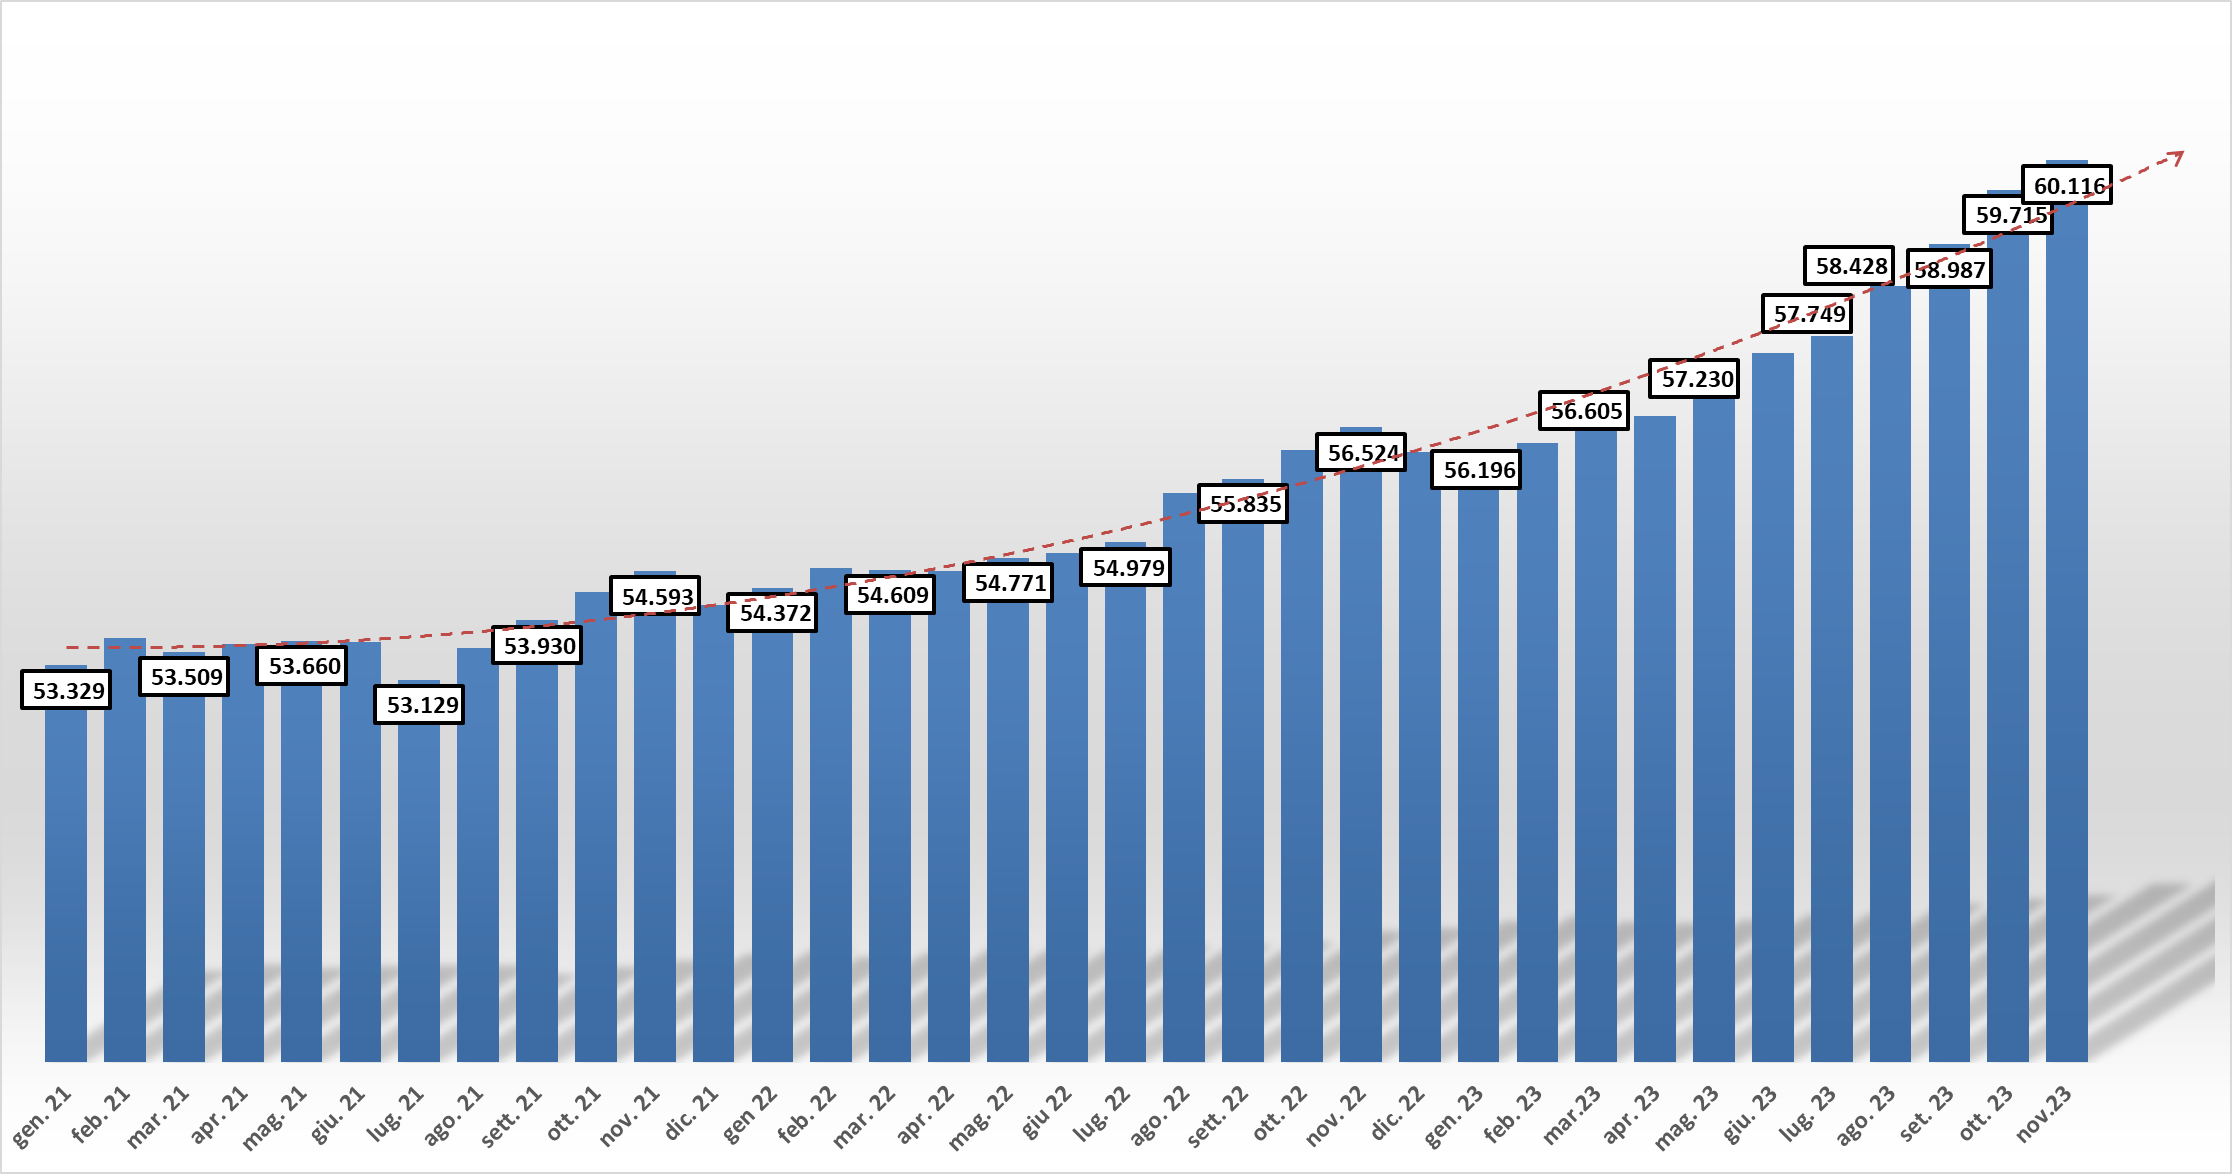 53.329
53.509
53.660
53.129
53.930
54.593
54.372
54.609
54.771
54.979
55.835
56.524
56.196
56.605
57.230
57.749
58.428
58.987
59.715
60.116
gen. 21
feb. 21
mar. 21
apr. 21
mag. 21
giu. 21
lug. 21
ago. 21
sett. 21
ott. 21
nov. 21
dic. 21
gen 22
feb. 22
mar. 22
apr. 22
mag. 22
giu 22
lug. 22
ago. 22
sett. 22
ott. 22
nov. 22
dic. 22
gen. 23
feb. 23
mar.23
apr. 23
mag. 23
giu. 23
lug. 23
ago. 23
set. 23
ott. 23
nov.23